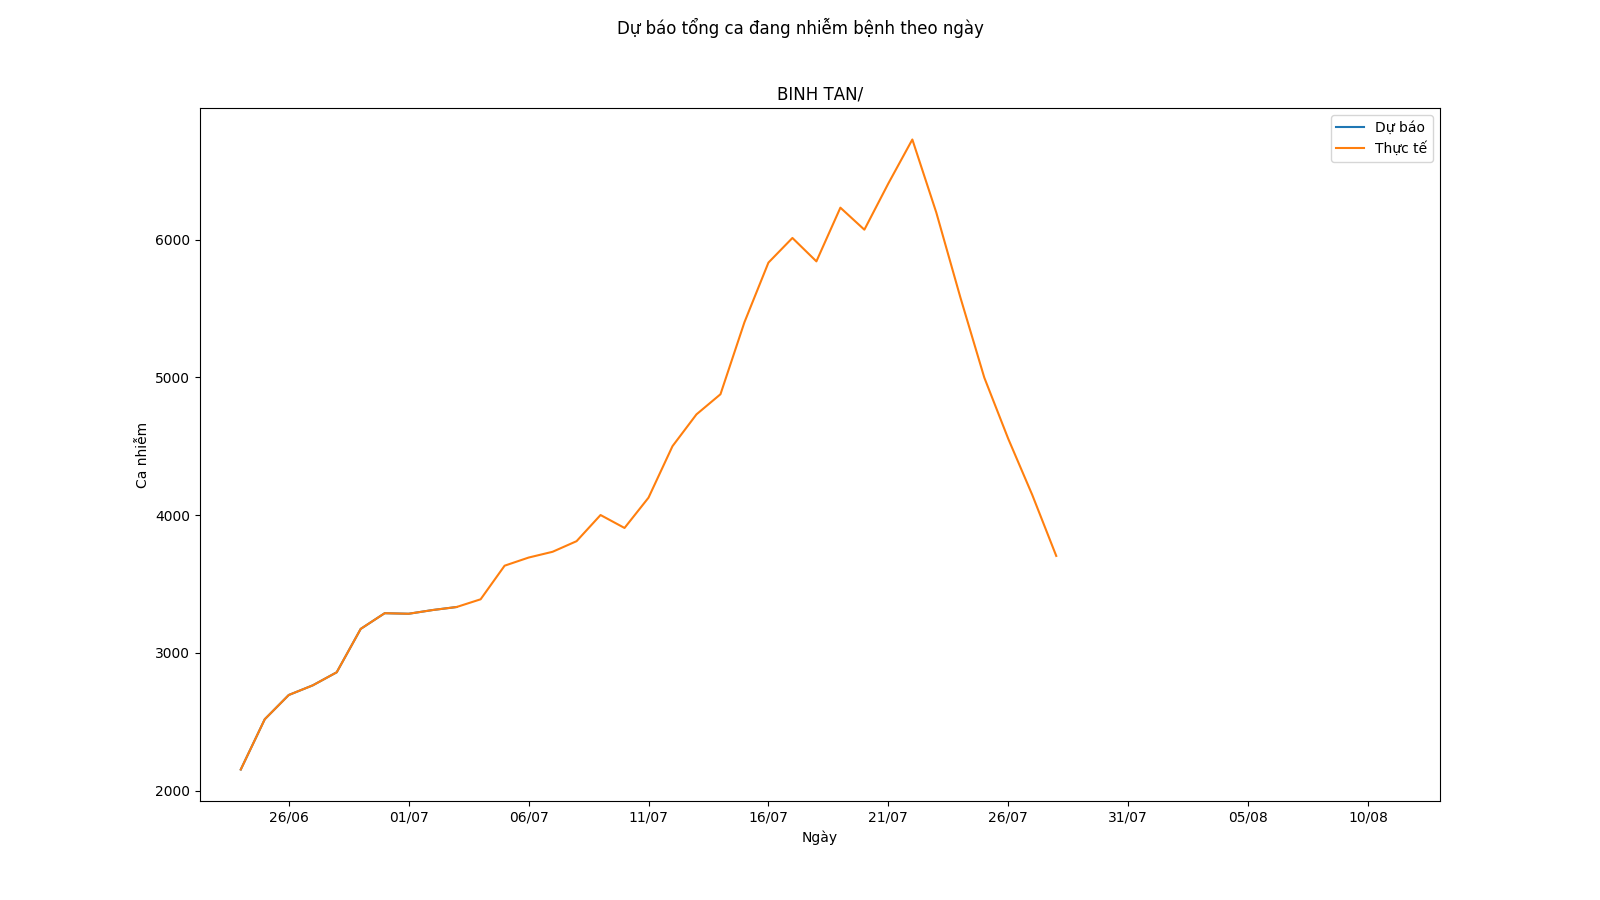 Dự báo tổng ca đang nhiễm bệnh theo ngày
BINH TAN/
Dự báo
Thực tế
6000
5000
4000
3000
2000
Ca nhiễm
26/06 01/07 06/07 11/07 16/07 21/07 26/07 31/07 05/08 10/08
Ngày